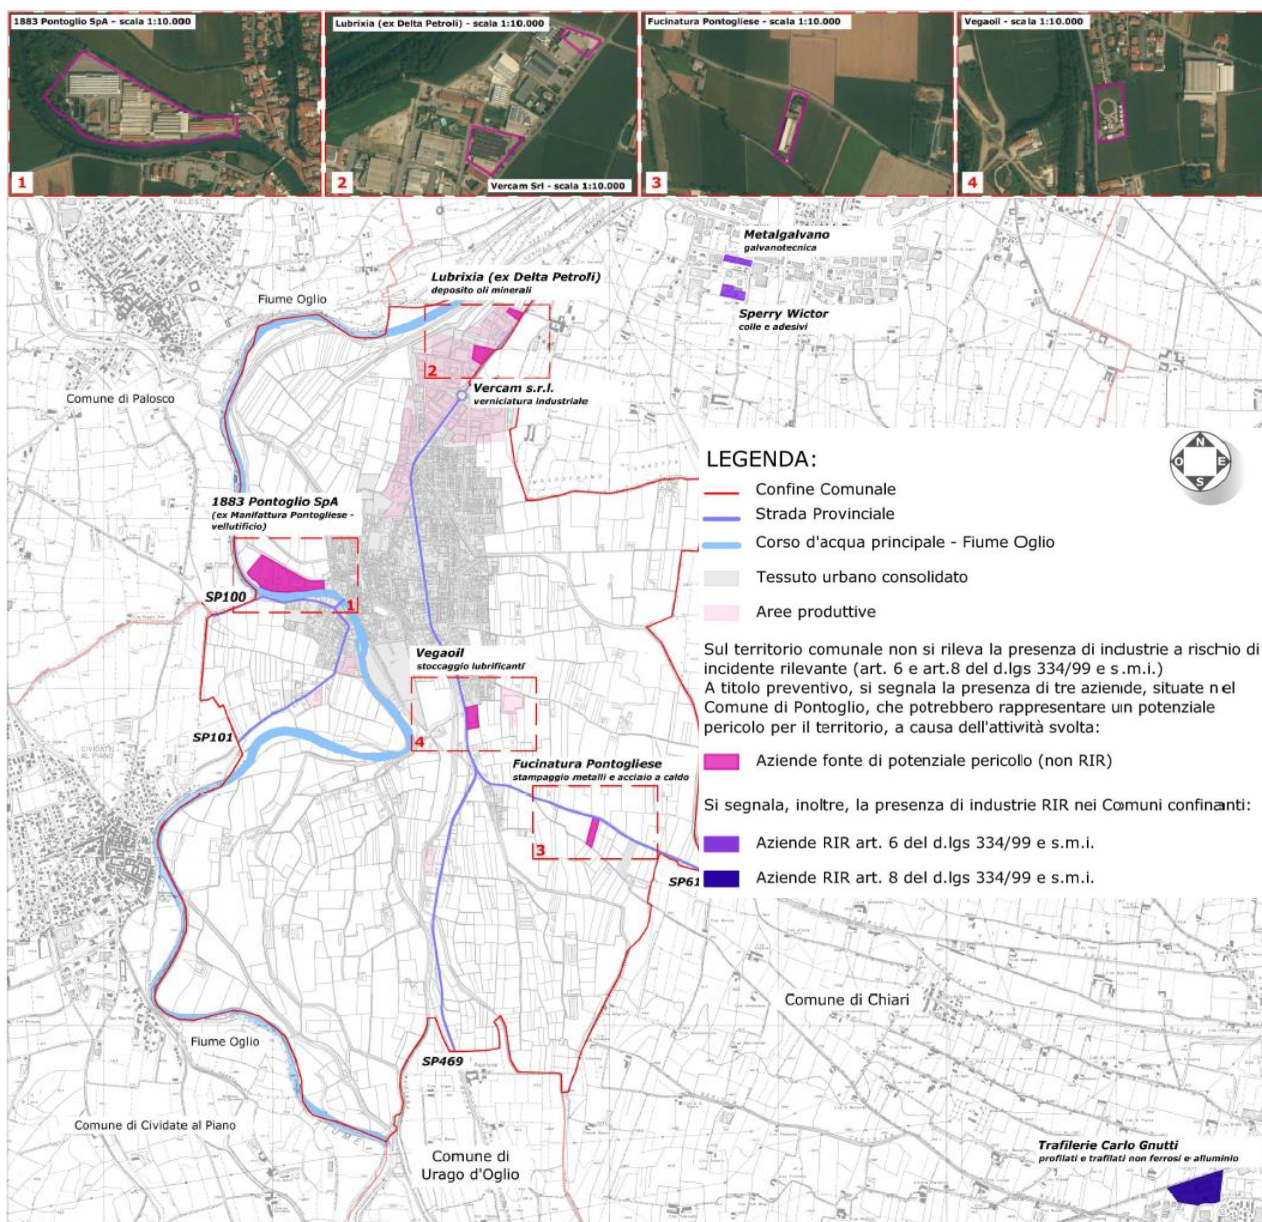 1883 Pontoglio SpA - scala 1:10.000
1
Lubrixia (ex Delta Petroli) - scala 1:10.000
2
Vercam Srl - scala 1:10.000
Fucinatura Pontogliese - scala 1:10.000
3
Vegaoil - scala 1:10.000
4
PALOSCO
Metalgalvano
galvanotecnica
Lubrixia (ex Delta Petroli)
deposito oli minerali
Fiume Oglio
Sperry Wictor
colle e adesivi
2
Vercam s.r.l.
verniciatura industriale
Comune di Palosco
1883 Pontoglio SpA
(ex Manifattura Pontogliese -
vellutificio)
SP100
1
Vegaoil
stoccaggio lubrificanti
SP101
4
CIVIDATE
AL PIANO
Fucinatura Pontogliese
stampaggio metalli e acciaio a caldo
3
SP61
LEGENDA:
N
O
E
S
Confine Comunale
Strada Provinciale
Corso d'acqua principale - Fiume Oglio
Tessuto urbano consolidato
Aree produttive
Sul territorio comunale non si rileva la presenza di industrie a rischio di
incidente rilevante (art. 6 e art.8 del d.lgs 334/99 e s.m.i.)
A titolo preventivo, si segnala la presenza di tre aziende, situate nel
Comune di Pontoglio, che potrebbero rappresentare un potenziale
pericolo per il territorio, a causa dell'attività svolta:
Aziende fonte di potenziale pericolo (non RIR)
Si segnala, inoltre, la presenza di industrie RIR nei Comuni confinanti:
Aziende RIR art. 6 del d.lgs 334/99 e s.m.i.
Aziende RIR art. 8 del d.lgs 334/99 e s.m.i.
Comune di Chiari
Fiume Oglio
SP469
Comune di Cividate al Piano
Comune di
Urago d'Oglio
Trafilerie Carlo Gnutti
profilati e trafilati non ferrosi e alluminio